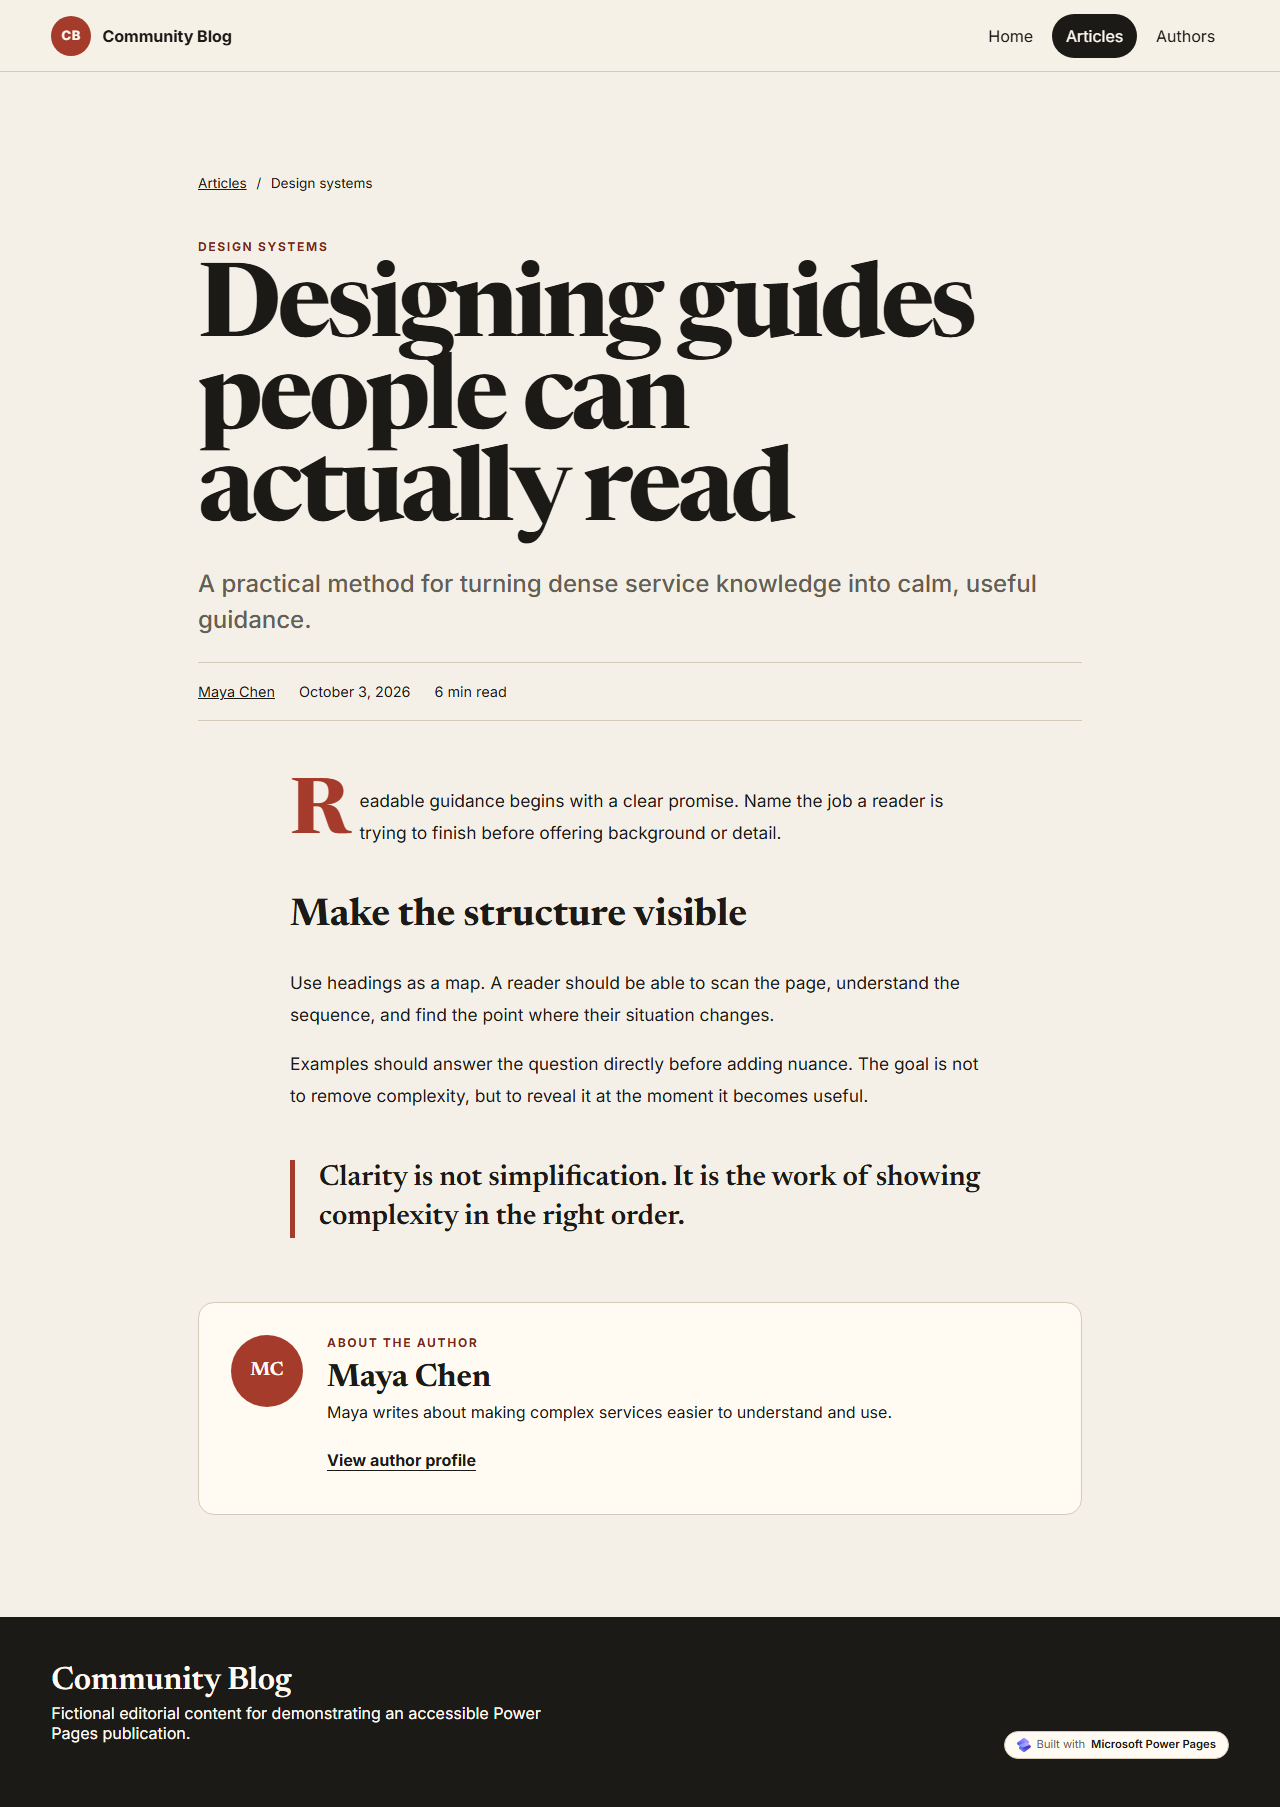 CB Community Blog Home Articles Authors
Articles / Design systems
DESIGN SYSTEMS
Designing guides
people can
actually read
A practical method for turning dense service knowledge into calm, useful
guidance.
Maya Chen October 3, 2026 6 min read
Readable guidance begins with a clear promise. Name the job a reader is
trying to finish before offering background or detail.
Make the structure visible
Use headings as a map. A reader should be able to scan the page, understand the
sequence, and find the point where their situation changes.
Examples should answer the question directly before adding nuance. The goal is not
to remove complexity, but to reveal it at the moment it becomes useful.
Clarity is not simplification. It is the work of showing
complexity in the right order.
MC
ABOUT THE AUTHOR
Maya Chen
Maya writes about making complex services easier to understand and use.
View author profile
Community Blog
Fictional editorial content for demonstrating an accessible Power
Pages publication.
Built with Microsoft Power Pages